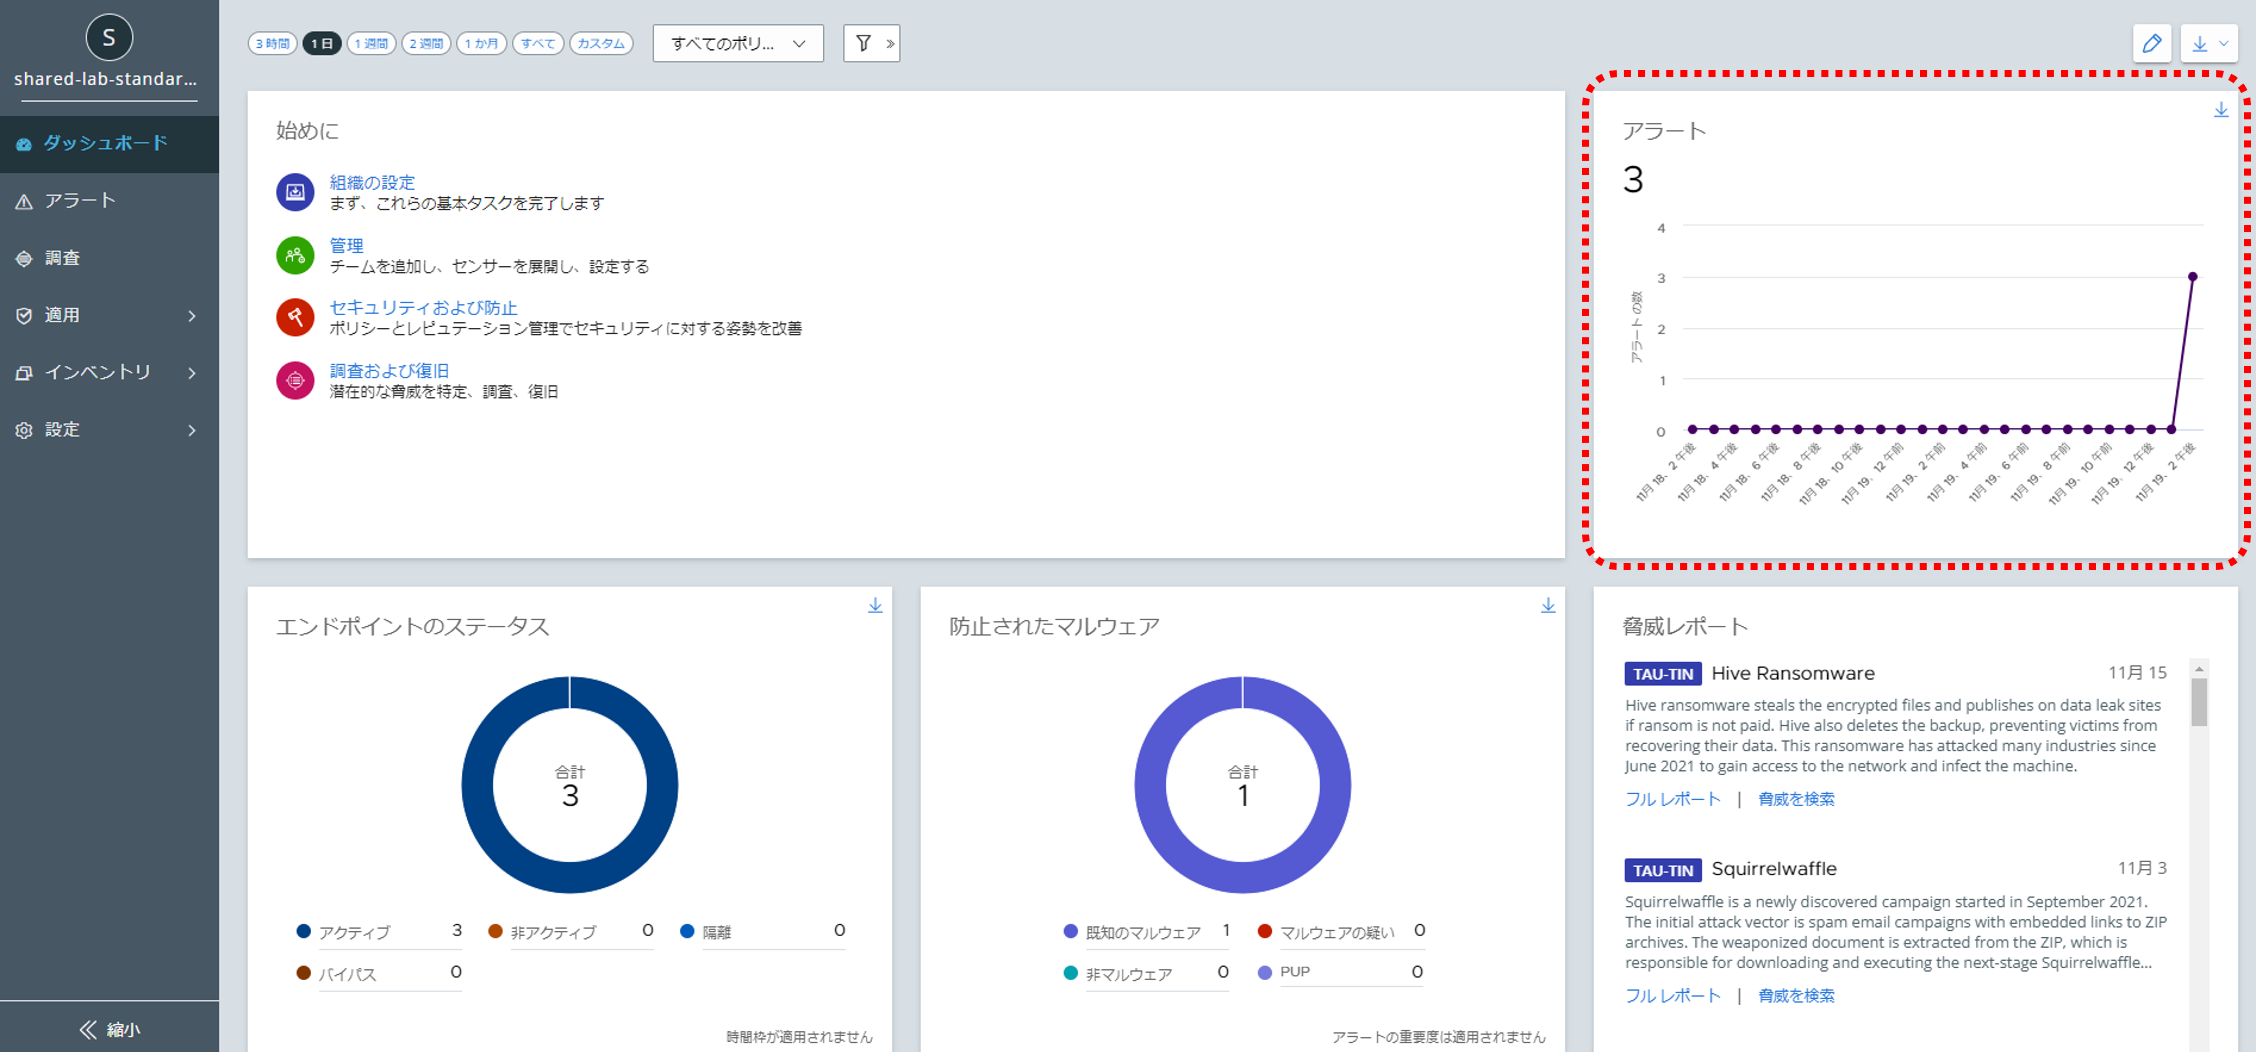 S
shared-lab-standar...
ダッシュボード
アラート
調査
適用
インベントリ
設定
縮小
3 時間
1 日
1 週間
2 週間
1 か月
すべて
カスタム
すべてのポリ...
始めに
組織の設定
まず、これらの基本タスクを完了します
管理
チームを追加し、センサーを展開し、設定する
セキュリティおよび防止
ポリシーとレピュテーション管理でセキュリティに対する姿勢を改善
調査および復旧
潜在的な脅威を特定、調査、復旧
アラート
3
アラート の数
4
3
2
1
0
11月 18、2 午後
11月 18、4 午後
11月 18、6 午後
11月 18、8 午後
11月 18、10 午後
11月 19、12 午前
11月 19、2 午前
11月 19、4 午前
11月 19、6 午前
11月 19、8 午前
11月 19、10 午前
11月 19、12 午後
11月 19、2 午後
エンドポイントのステータス
合計
3
アクティブ 3
非アクティブ 0
隔離 0
バイパス 0
時間枠が適用されません
防止されたマルウェア
合計
1
既知のマルウェア 1
マルウェアの疑い 0
非マルウェア 0
PUP 0
アラートの重要度は適用されません
脅威レポート
TAU-TIN Hive Ransomware 11月 15
Hive ransomware steals the encrypted files and publishes on data leak sites
if ransom is not paid. Hive also deletes the backup, preventing victims from
recovering their data. This ransomware has attacked many industries since
June 2021 to gain access to the network and infect the machine.
フル レポート | 脅威を検索
TAU-TIN Squirrelwaffle 11月 3
Squirrelwaffle is a newly discovered campaign started in September 2021.
The initial attack vector is spam email campaigns with embedded links to ZIP
archives. The weaponized document is extracted from the ZIP, which is
responsible for downloading and executing the next-stage Squirrelwaffle...
フル レポート | 脅威を検索